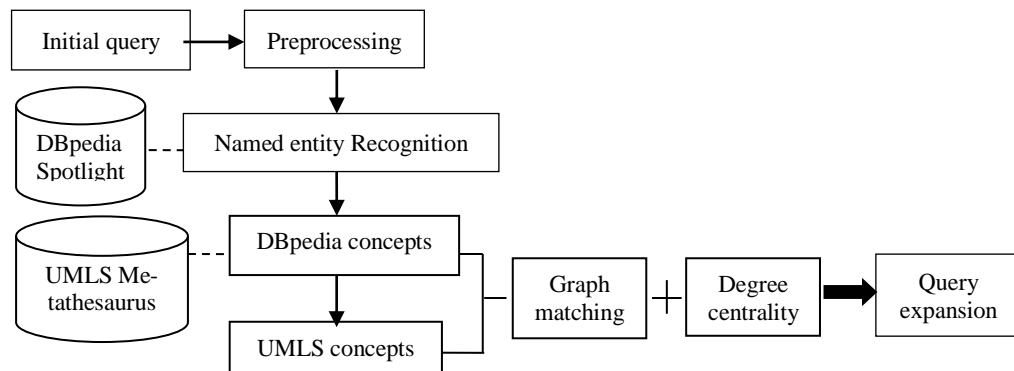 Initial query
Preprocessing
DBpedia
Spotlight
Named entity Recognition
UMLS Me-
tathesaurus
DBpedia concepts
UMLS concepts
Graph
matching
Degree
centrality
Query
expansion